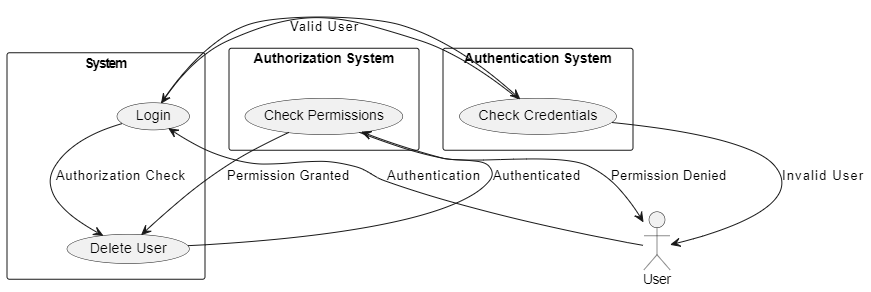 Valid User
System
Authorization System
Authentication System
Login
Check Permissions
Check Credentials
Authorization Check
Permission Granted
Authentication
Authenticated
Permission Denied
Invalid User
Delete User
User